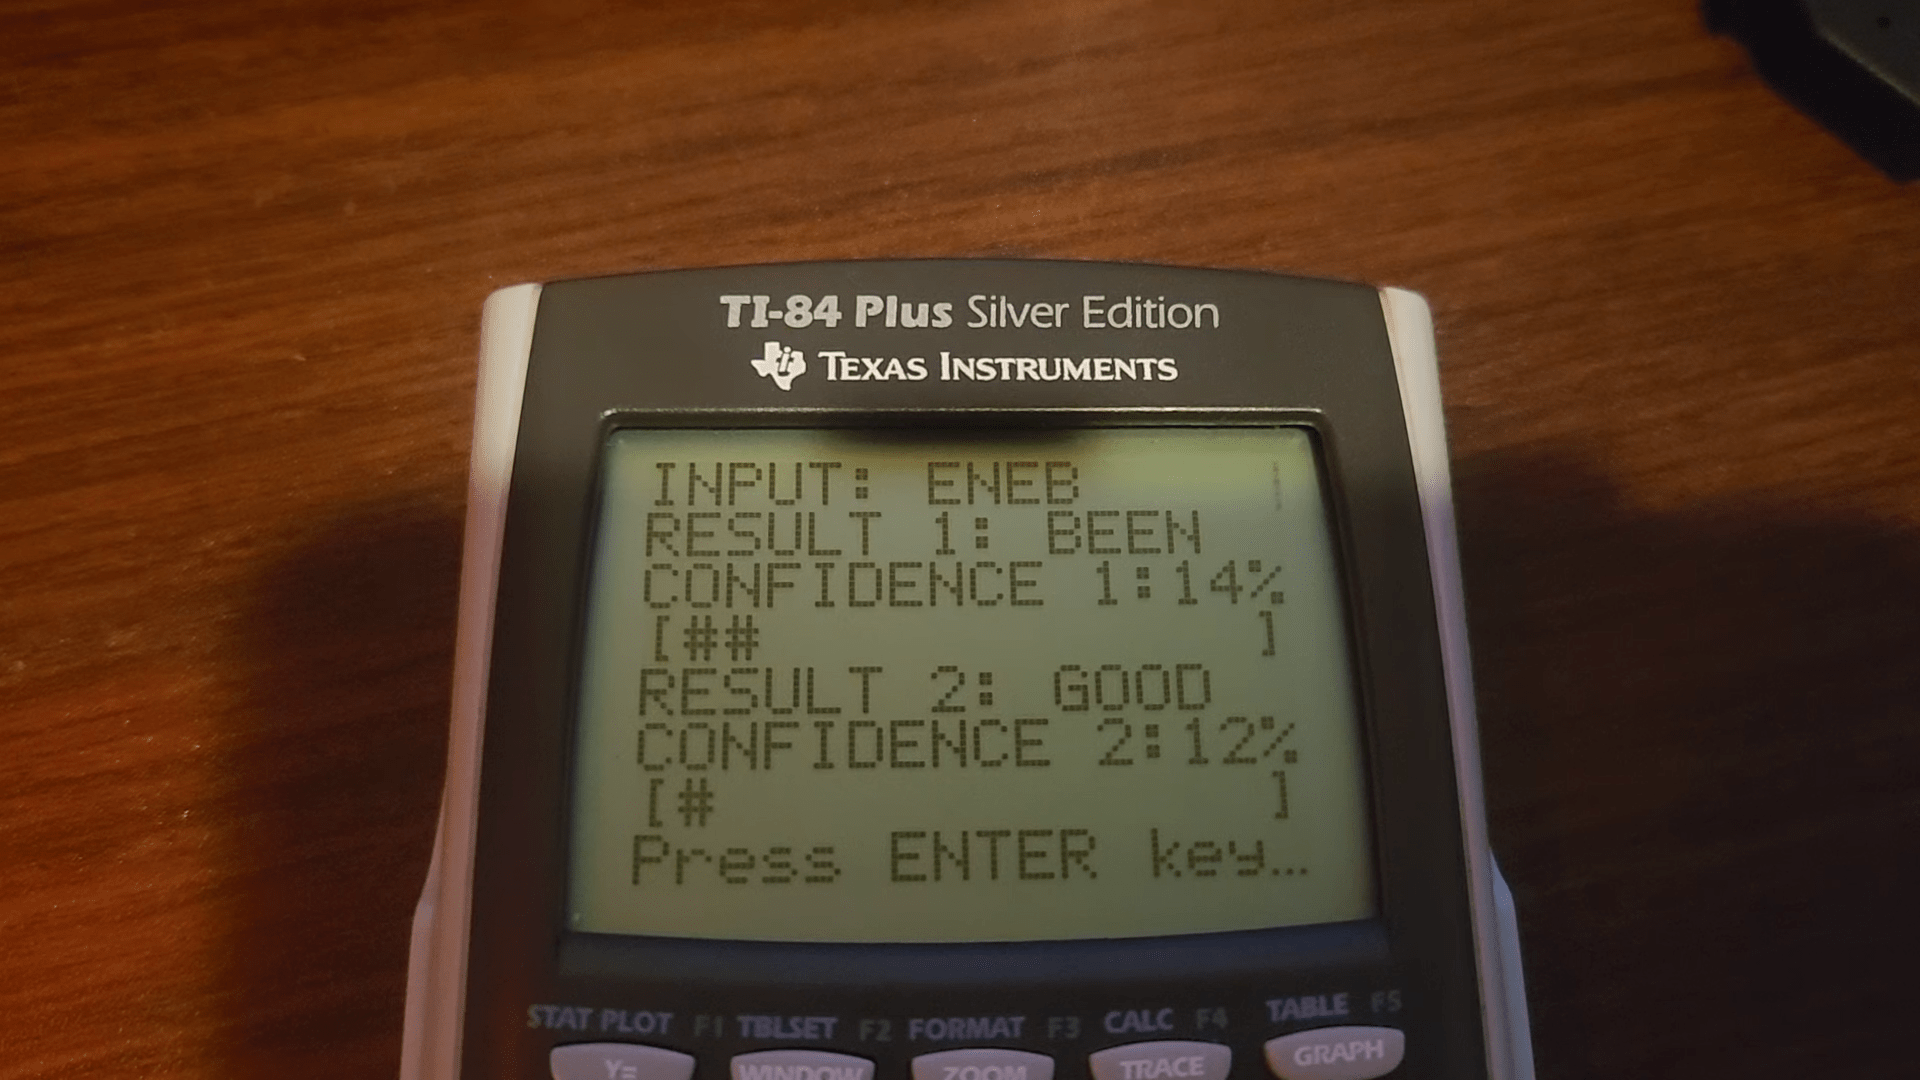 TI-84 Plus Silver Edition
TEXAS INSTRUMENTS
INPUT: ENEB
RESULT 1: BEEN
CONFIDENCE 1:14%
[## ]
RESULT 2: GOOD
CONFIDENCE 2:12%
[# ]
Press ENTER key...
STAT PLOT F1 TBLSET F2 FORMAT F3 CALC F4 TABLE F5
Y= WINDOW ZOOM TRACE GRAPH